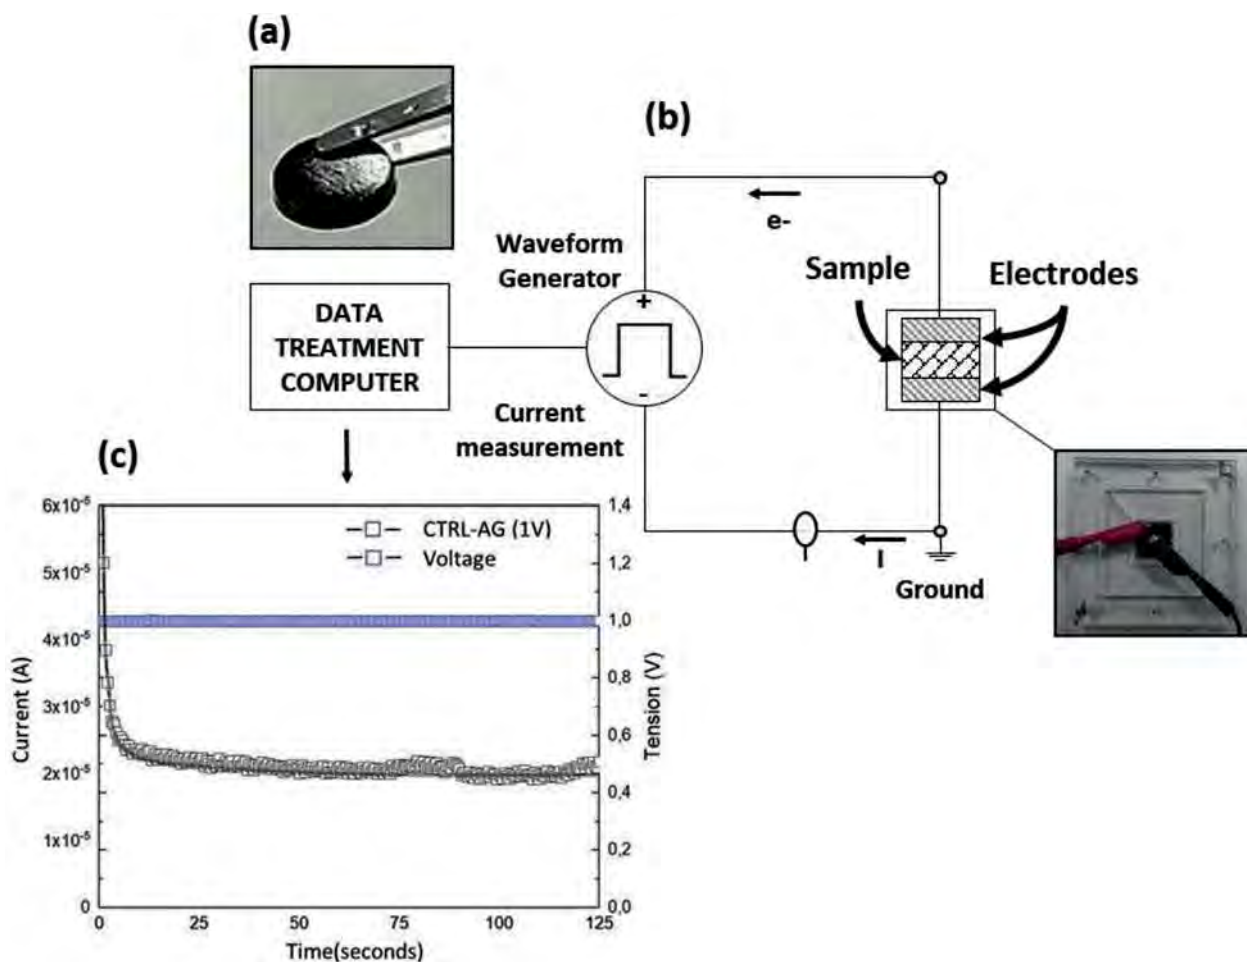 (a)
(b)
e-
Waveform
Generator
+
-
Sample
Electrodes
DATA
TREATMENT
COMPUTER
Current
measurement
I
Ground
(c)
6x10⁻⁵
5x10⁻⁵
4x10⁻⁵
3x10⁻⁵
2x10⁻⁵
1x10⁻⁵
0
Current (A)
CTRL-AG (1V)
Voltage
1,4
1,2
1,0
0,8
0,6
0,4
0,2
0,0
Tension (V)
0 25 50 75 100 125
Time(seconds)